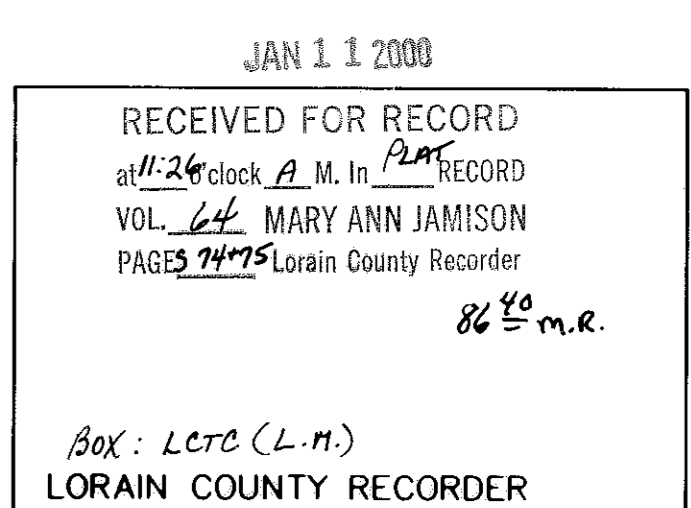 JAN 11 2000
RECEIVED FOR RECORD
at 11:26 o'clock A M. In PLAT RECORD
VOL. 64 MARY ANN JAMISON
PAGES 74+75 Lorain County Recorder
86 40 m.R.
BOX: LCTC (L.M.)
LORAIN COUNTY RECORDER